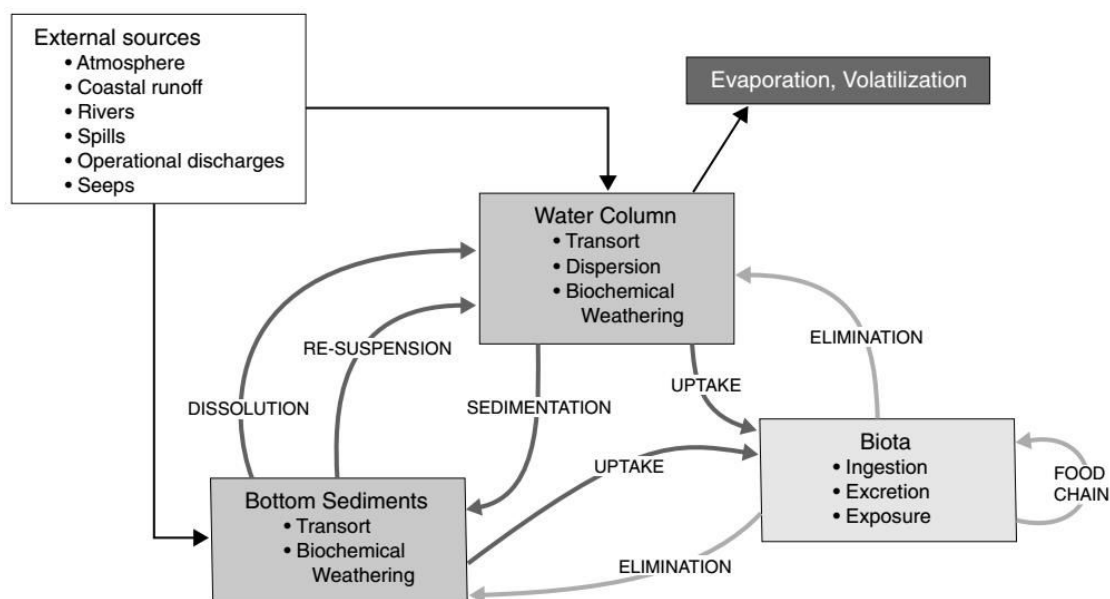 External sources
• Atmosphere
• Coastal runoff
• Rivers
• Spills
• Operational discharges
• Seeps
Evaporation, Volatilization
Water Column
• Transort
• Dispersion
• Biochemical
Weathering
ELIMINATION
RE-SUSPENSION
UPTAKE
DISSOLUTION
SEDIMENTATION
Biota
• Ingestion
• Excretion
• Exposure
FOOD
CHAIN
UPTAKE
Bottom Sediments
• Transort
• Biochemical
Weathering
ELIMINATION